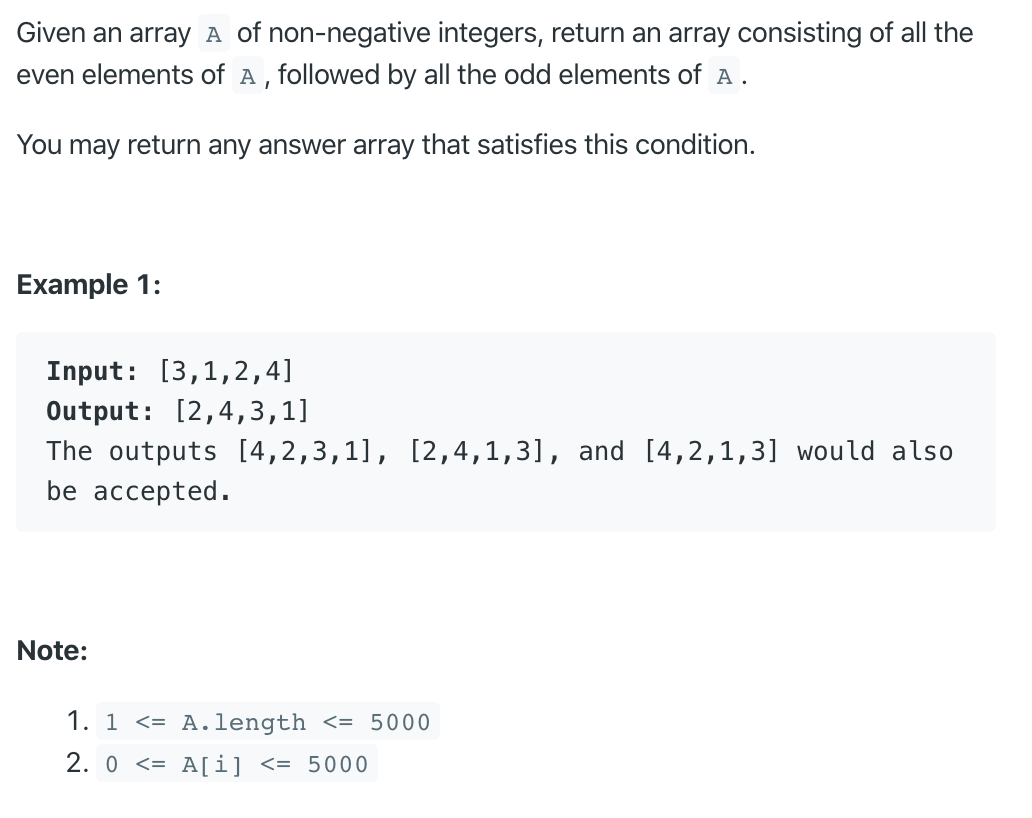 Given an array A of non-negative integers, return an array consisting of all the
even elements of A , followed by all the odd elements of A .
You may return any answer array that satisfies this condition.
Example 1:
Input: [3,1,2,4]
Output: [2,4,3,1]
The outputs [4,2,3,1], [2,4,1,3], and [4,2,1,3] would also
be accepted.
Note:
1. 1 <= A.length <= 5000
2. 0 <= A[i] <= 5000